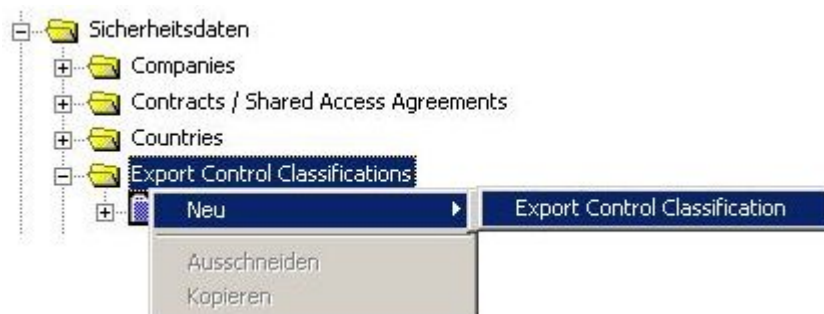 Sicherheitsdaten
Companies
Contracts / Shared Access Agreements
Countries
Export Control Classifications
Neu
Export Control Classification
Ausschneiden
Kopieren